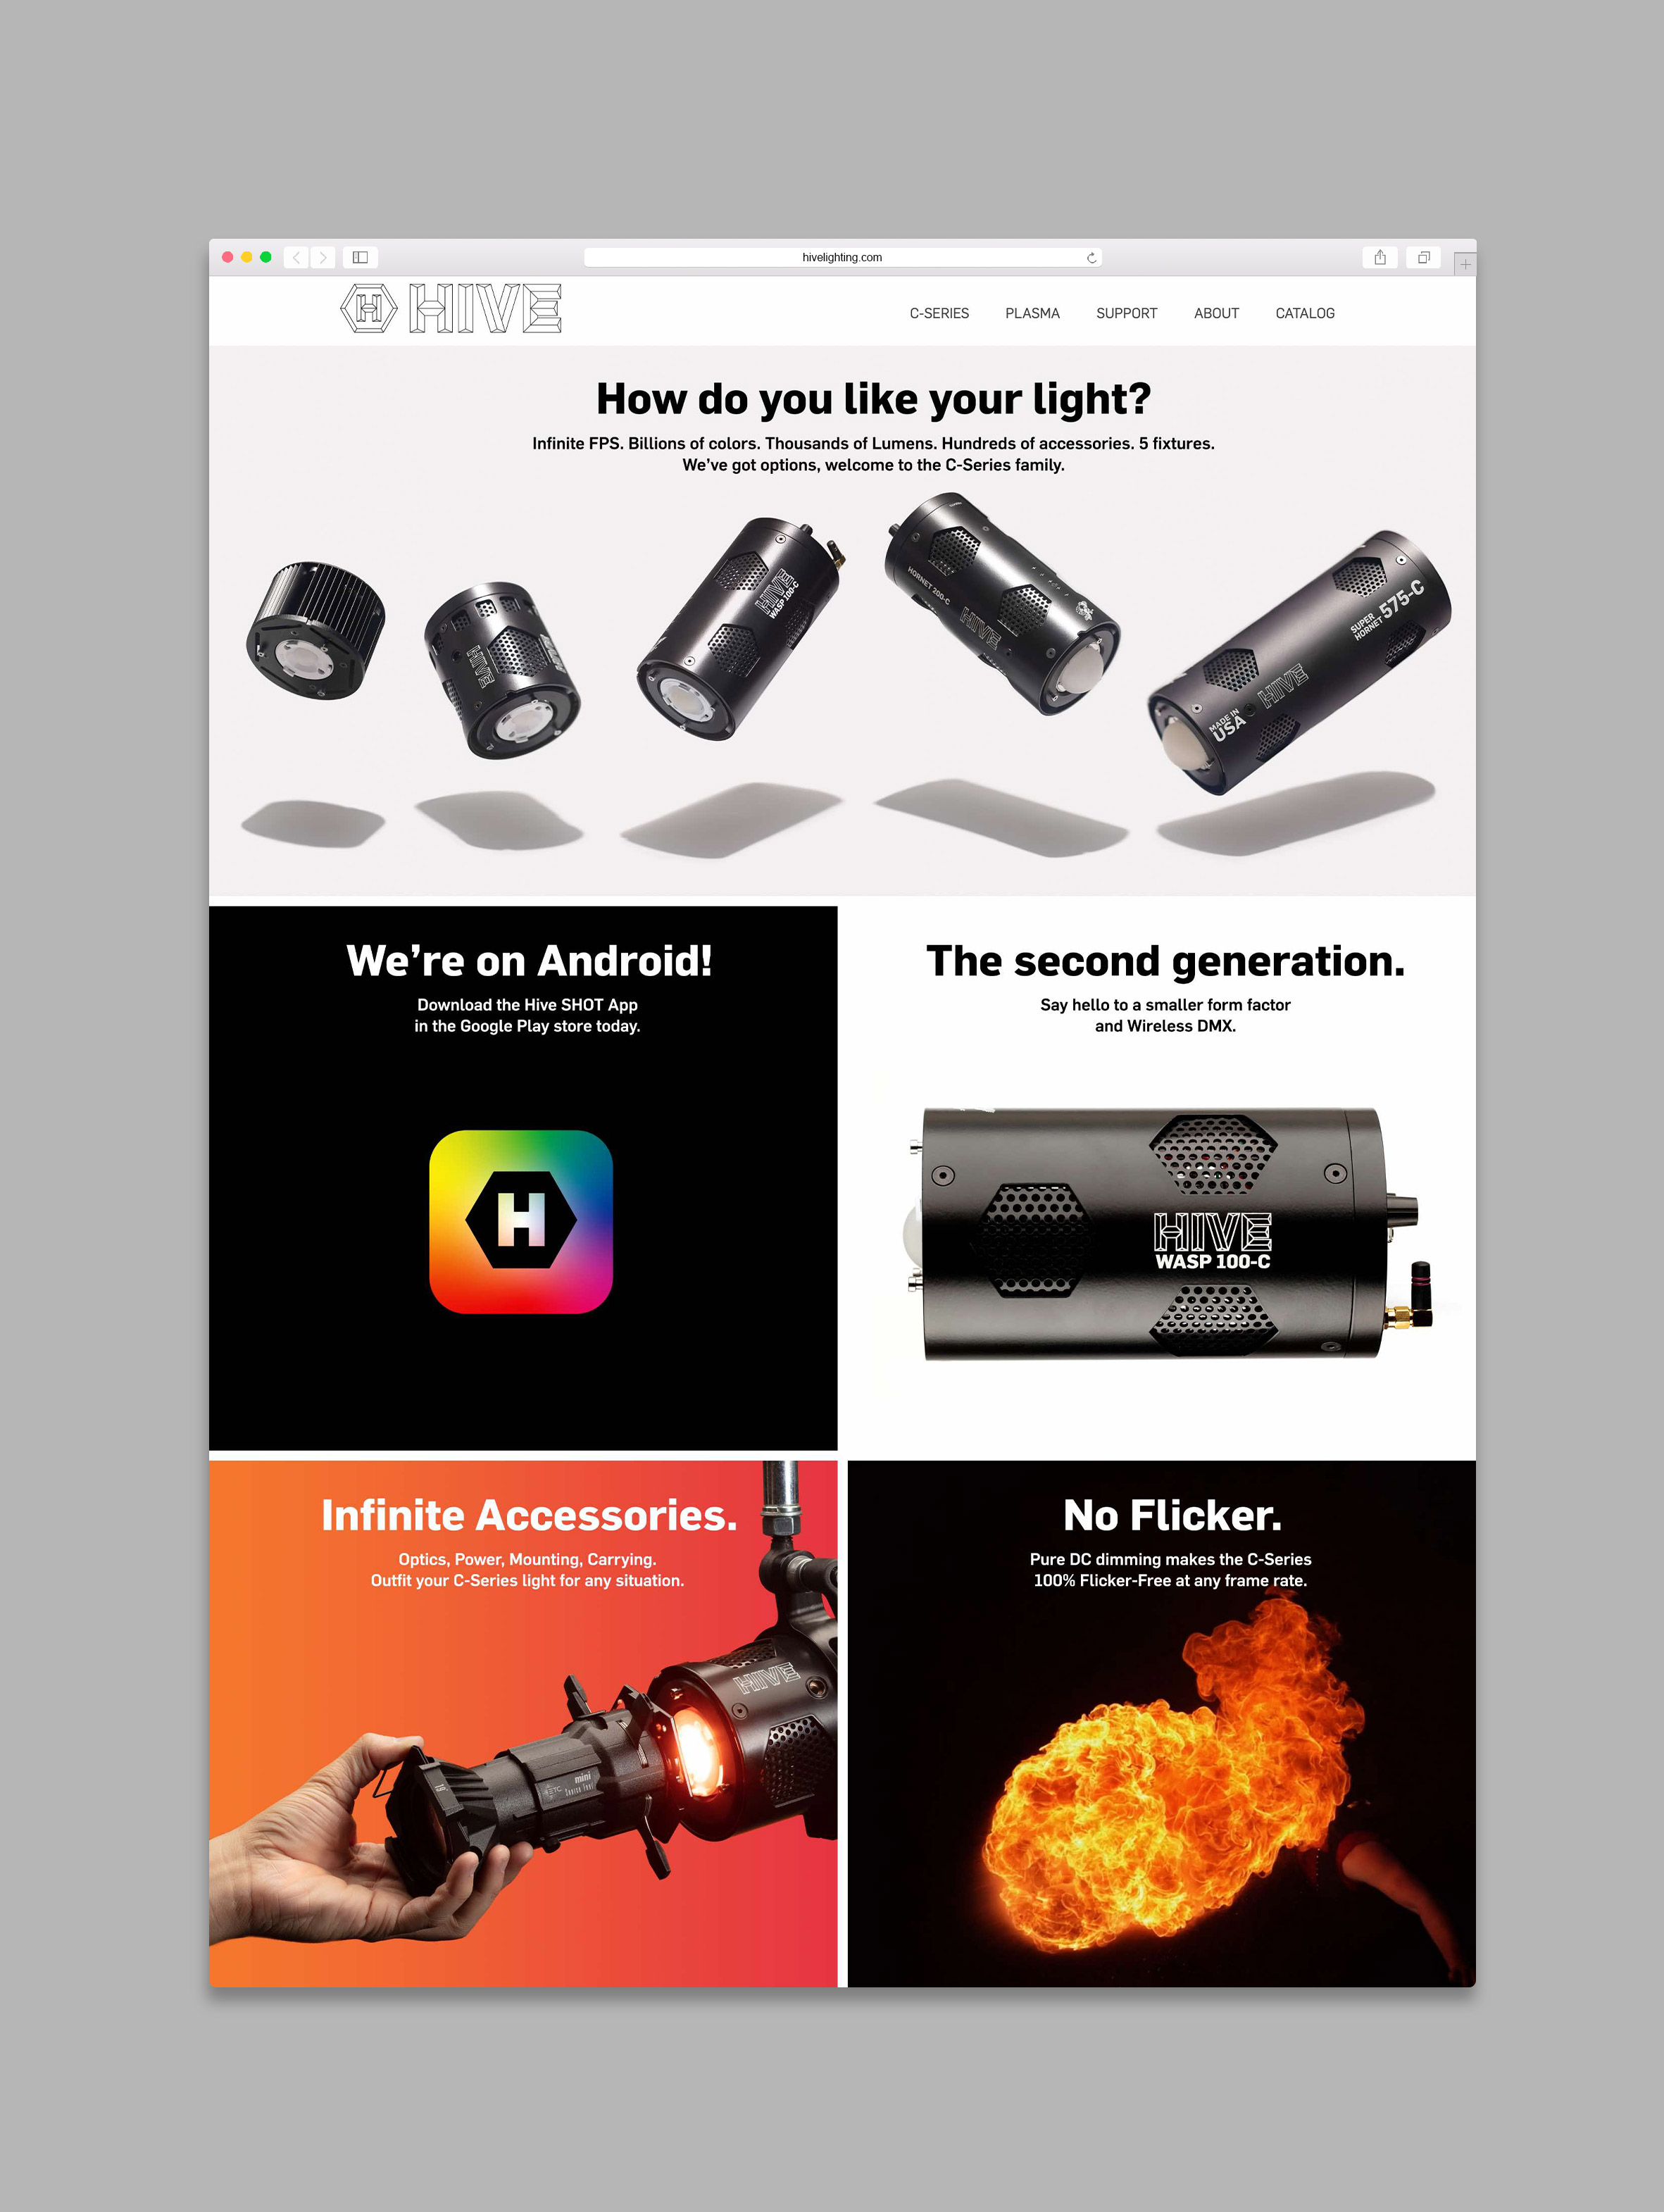 hivelighting.com
H HIVE
C-SERIES PLASMA SUPPORT ABOUT CATALOG
How do you like your light?
Infinite FPS. Billions of colors. Thousands of Lumens. Hundreds of accessories. 5 fixtures.
We've got options, welcome to the C-Series family.
HIVE
HIVE
WASP 100-C
HORNET 200-C
HIVE
SUPER
HORNET 575-C
HIVE
MADE IN
USA
We're on Android!
Download the Hive SHOT App
in the Google Play store today.
H
The second generation.
Say hello to a smaller form factor
and Wireless DMX.
HIVE
WASP 100-C
Infinite Accessories.
Optics, Power, Mounting, Carrying.
Outfit your C-Series light for any situation.
HIVE
ETC
mini
No Flicker.
Pure DC dimming makes the C-Series
100% Flicker-Free at any frame rate.